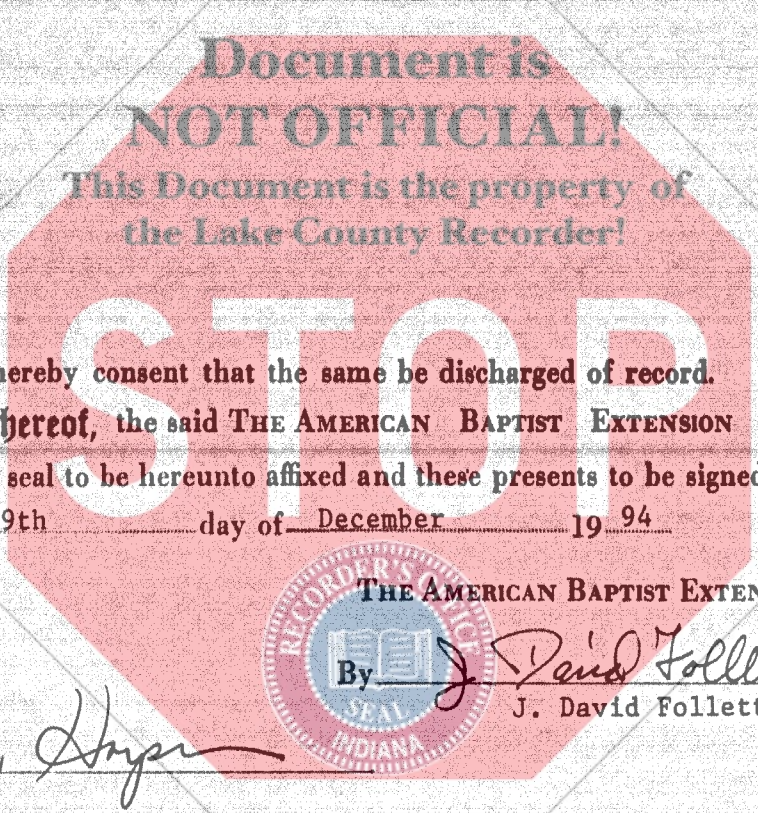 Document is
NOT OFFICIAL!
This Document is the property of
the Lake County Recorder!
STOP
hereby consent that the same be discharged of record.
hereof, the said THE AMERICAN BAPTIST EXTENSION
seal to be hereunto affixed and these presents to be signed
9th day of December 19 94
THE AMERICAN BAPTIST EXTEN
RECORDER'S OFFICE
SEAL
INDIANA
By J. David Follett
J. David Follett